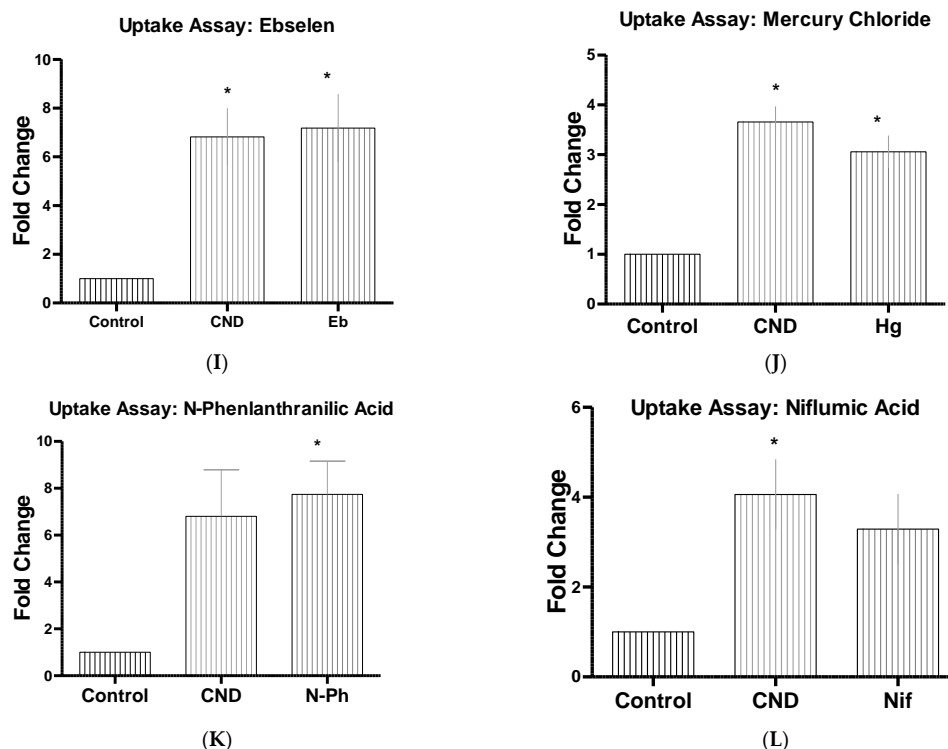 Uptake Assay: Ebselen
Fold Change
10
8
6
4
2
0
*
*
Control CND Eb
(I)
Uptake Assay: Mercury Chloride
Fold Change
5
4
3
2
1
0
*
*
Control CND Hg
(J)
Uptake Assay: N-Phenlanthranilic Acid
Fold Change
10
8
6
4
2
0
*
Control CND N-Ph
(K)
Uptake Assay: Niflumic Acid
Fold Change
6
4
2
0
*
Control CND Nif
(L)